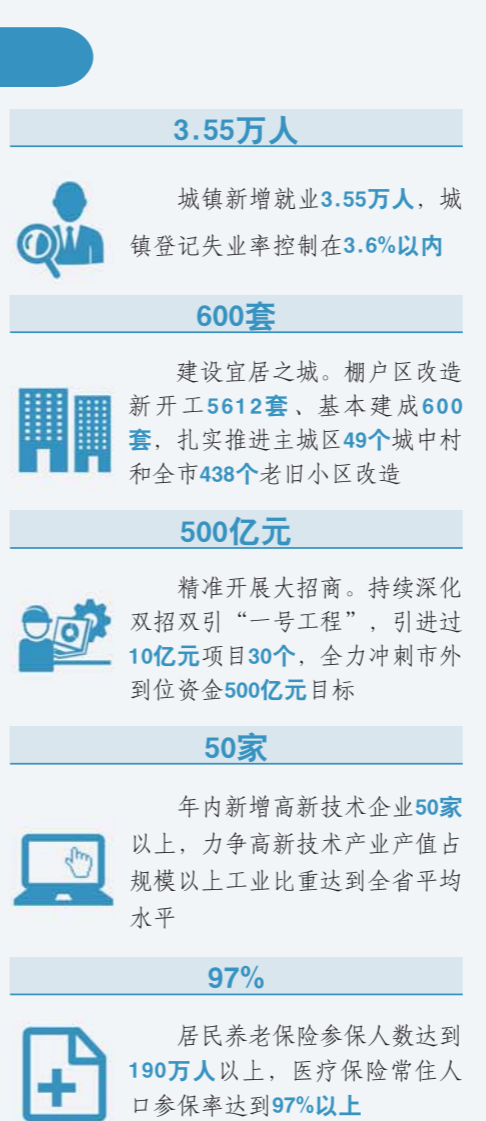 3.55万人
城镇新增就业3.55万人，城
镇登记失业率控制在3.6%以内
600套
建设宜居之城。棚户区改造
新开工5612套、基本建成600
套，扎实推进主城区49个城中村
和全市438个老旧小区改造
500亿元
精准开展大招商。持续深化
双招双引“一号工程”，引进过
10亿元项目30个，全力冲刺市外
到位资金500亿元目标
50家
年内新增高新技术企业50家
以上，力争高新技术产业产值占
规模以上工业比重达到全省平均
水平
97%
居民养老保险参保人数达到
190万人以上，医疗保险常住人
口参保率达到97%以上